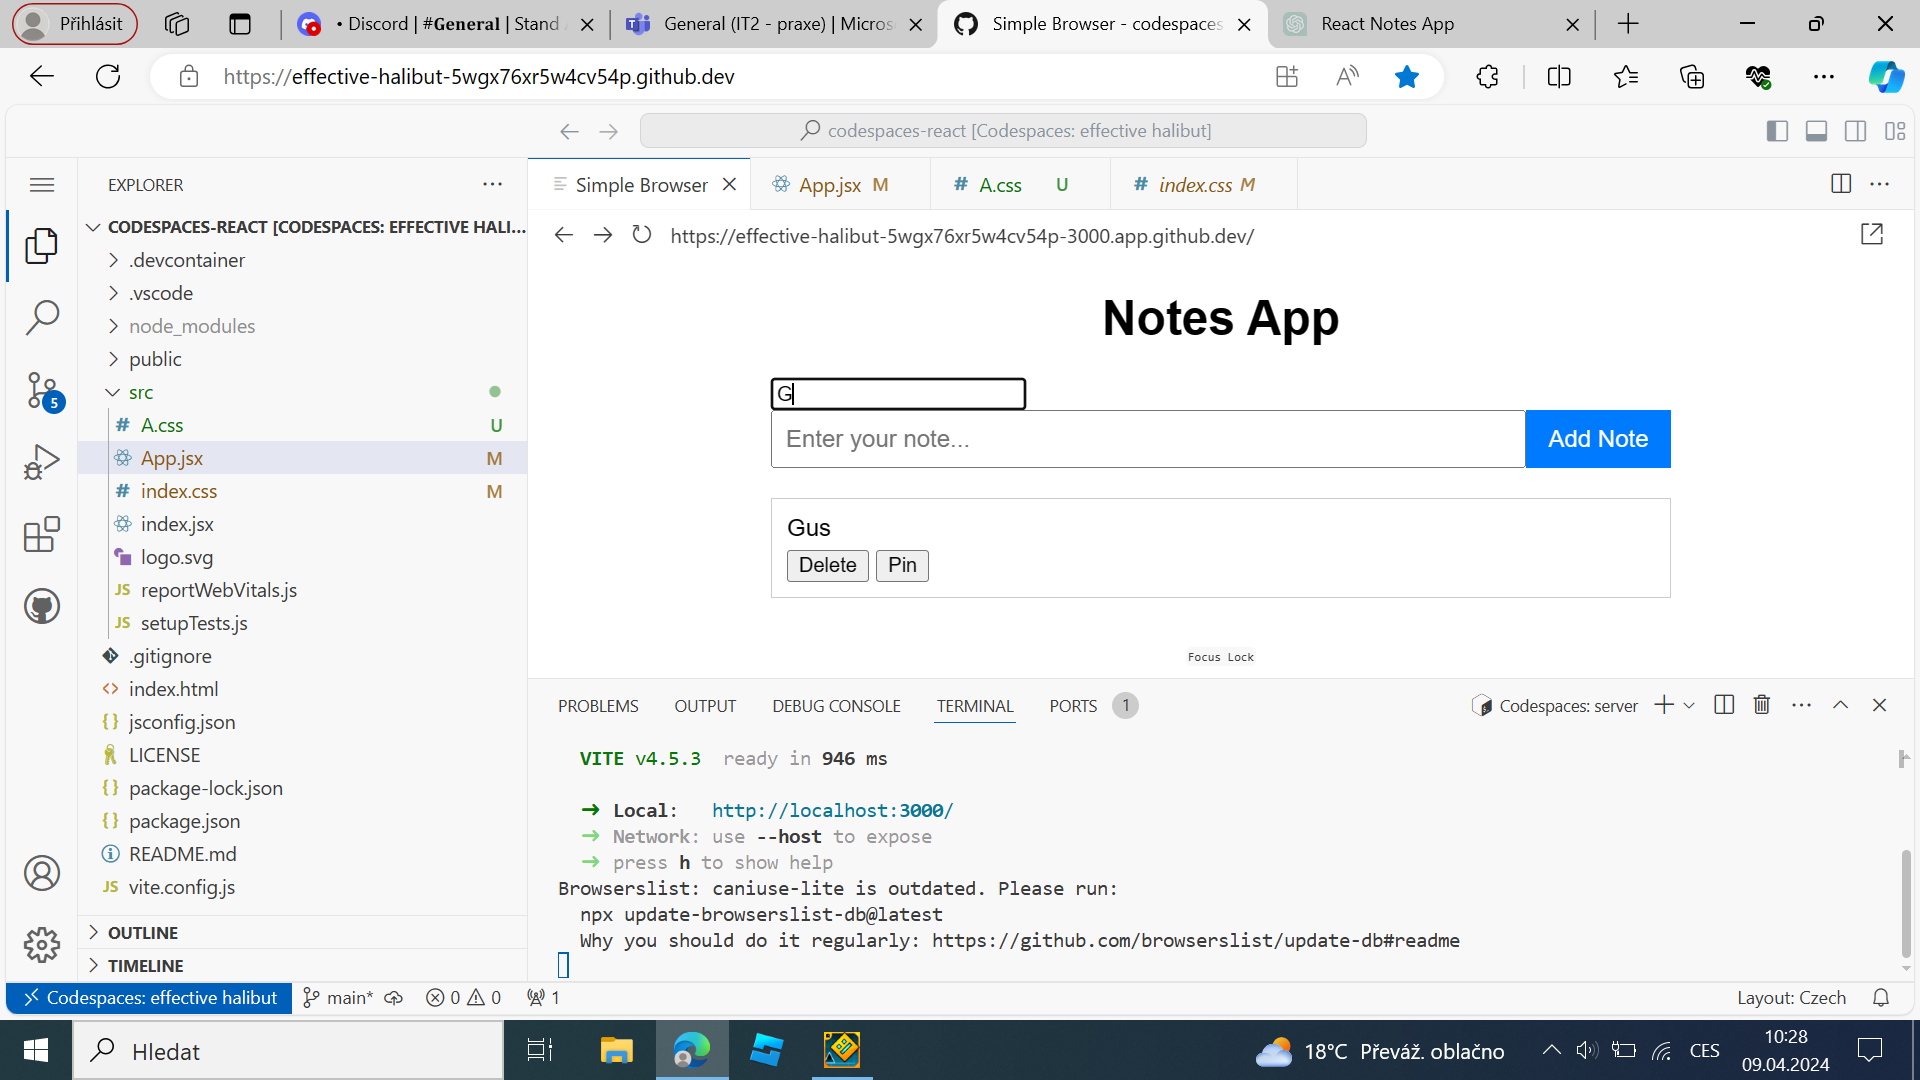 Přihlásit
• Discord | #General | Stand
General (IT2 - praxe) | Micros
Simple Browser - codespaces
React Notes App
https://effective-halibut-5wgx76xr5w4cv54p.github.dev
codespaces-react [Codespaces: effective halibut]
EXPLORER
Simple Browser
App.jsx M
# A.css U
# index.css M
CODESPACES-REACT [CODESPACES: EFFECTIVE HALI...
https://effective-halibut-5wgx76xr5w4cv54p-3000.app.github.dev/
.devcontainer
.vscode
node_modules
public
src
# A.css U
App.jsx M
# index.css M
index.jsx
logo.svg
JS reportWebVitals.js
JS setupTests.js
.gitignore
<> index.html
{} jsconfig.json
LICENSE
{} package-lock.json
{} package.json
README.md
JS vite.config.js
OUTLINE
TIMELINE
5
Notes App
G
Enter your note...
Add Note
Gus
Delete Pin
Focus Lock
PROBLEMS OUTPUT DEBUG CONSOLE TERMINAL PORTS 1
Codespaces: server
VITE v4.5.3 ready in 946 ms
➜ Local: http://localhost:3000/
➜ Network: use --host to expose
➜ press h to show help
Browserslist: caniuse-lite is outdated. Please run:
npx update-browserslist-db@latest
Why you should do it regularly: https://github.com/browserslist/update-db#readme
Codespaces: effective halibut
main*
0 0
1
Layout: Czech
Hledat
18°C Převáž. oblačno
CES
10:28
09.04.2024